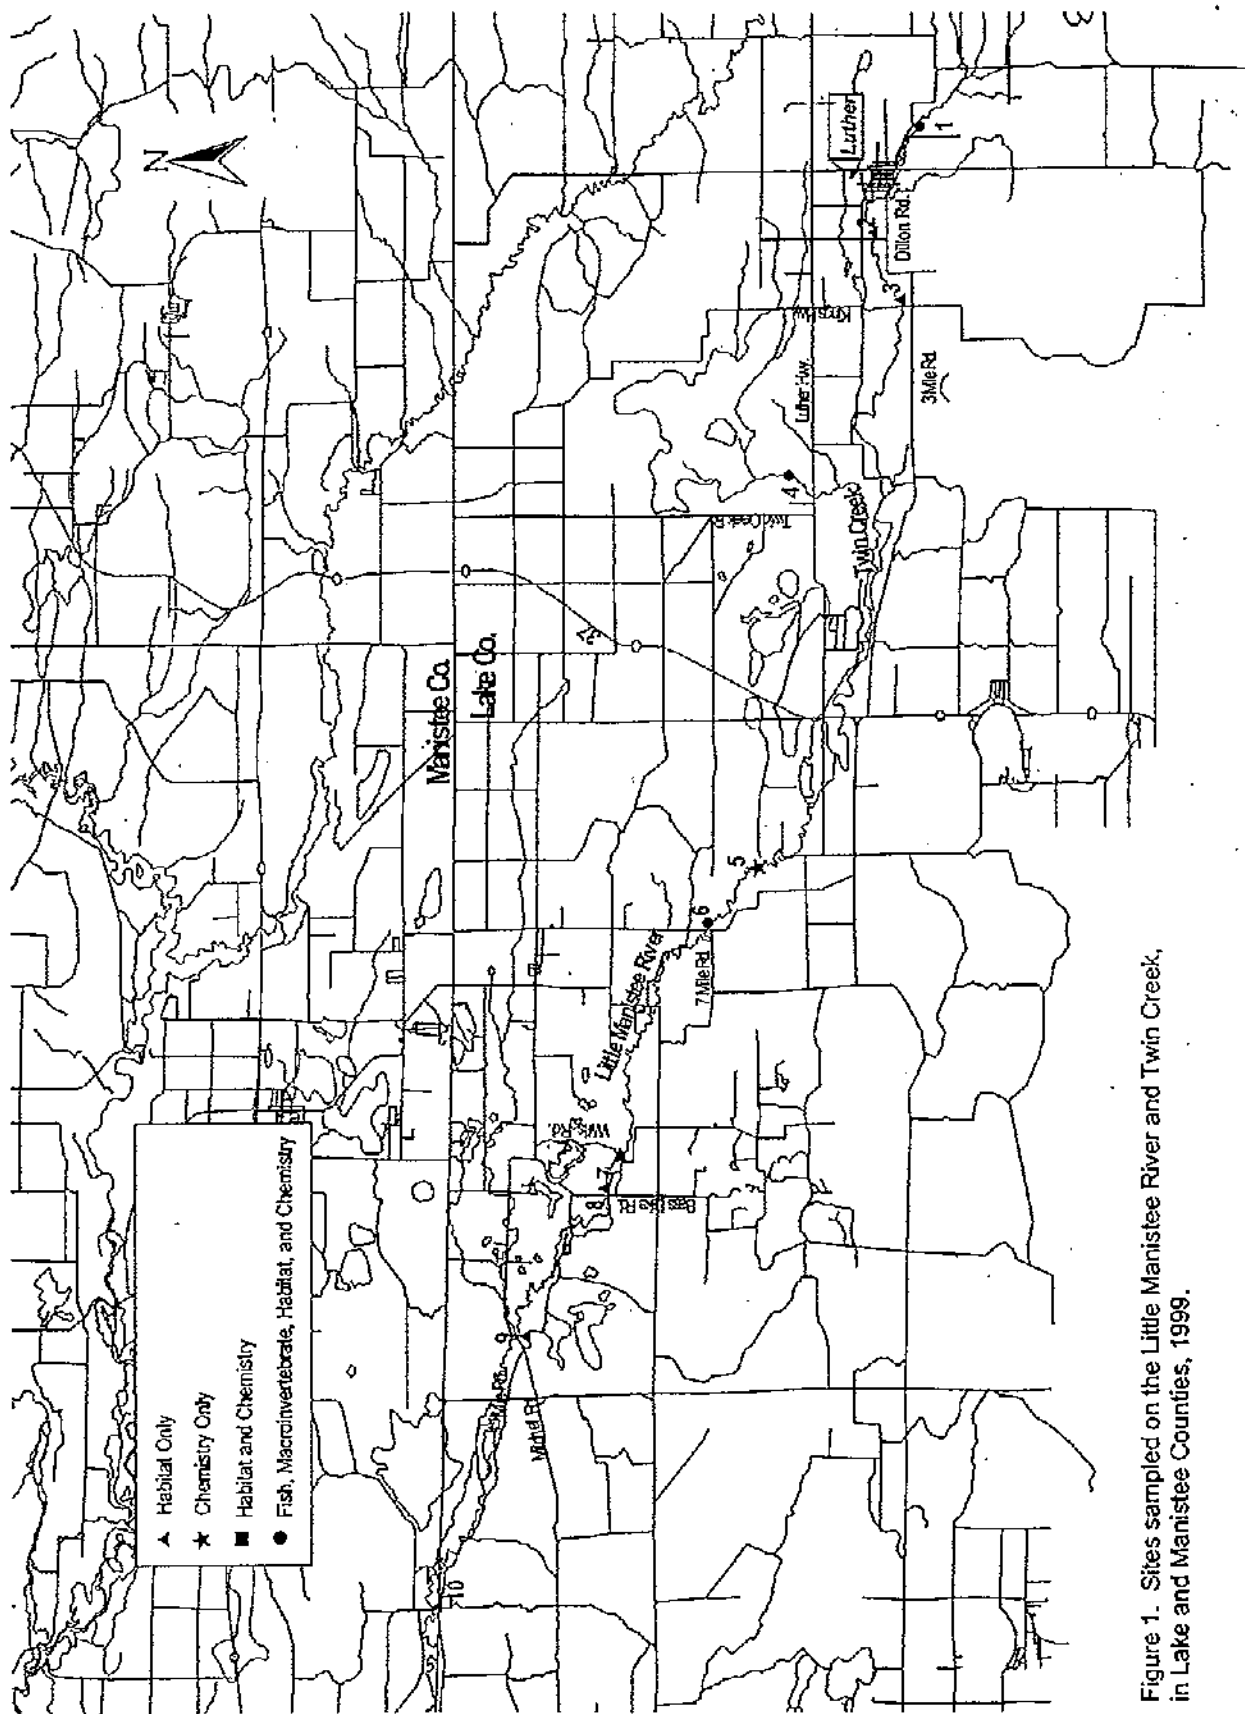 N
Manistee Co.
Lake Co.
37
Luther
1
2
Dillon Rd.
3
Kings Hwy.
3 Mile Rd.
Luther Hwy.
4
Twin Creek
5
6
7 Mile Rd.
Little Manistee River
7
8
9
10
Habitat Only
Chemistry Only
Habitat and Chemistry
Fish, Macroinvertebrate, Habitat, and Chemistry
Figure 1. Sites sampled on the Little Manistee River and Twin Creek,
in Lake and Manistee Counties, 1999.